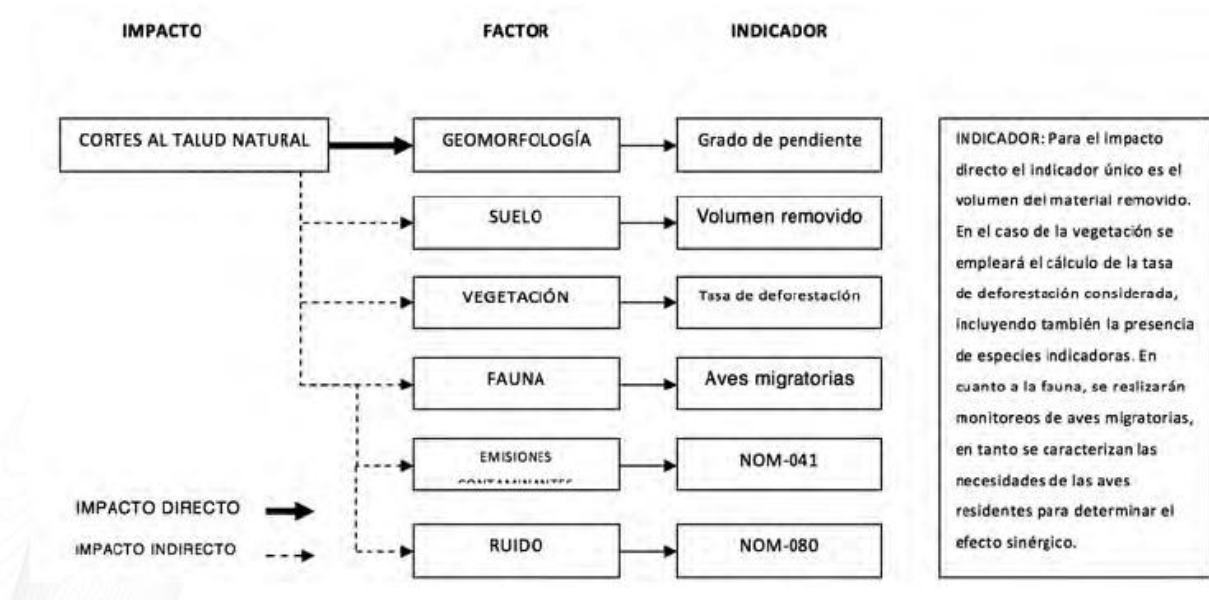 IMPACTO
FACTOR
INDICADOR
CORTES AL TALUD NATURAL
GEOMORFOLOGÍA
Grado de pendiente
SUELO
Volumen removido
VEGETACIÓN
Tasa de deforestación
FAUNA
Aves migratorias
EMISIONES
CONTAMINANTES
NOM-041
RUIDO
NOM-080
IMPACTO DIRECTO
IMPACTO INDIRECTO
INDICADOR: Para el impacto
directo el indicador único es el
volumen del material removido.
En el caso de la vegetación se
empleará el cálculo de la tasa
de deforestación considerada,
incluyendo también la presencia
de especies indicadoras. En
cuanto a la fauna, se realizarán
monitoreos de aves migratorias,
en tanto se caracterizan las
necesidades de las aves
residentes para determinar el
efecto sinérgico.